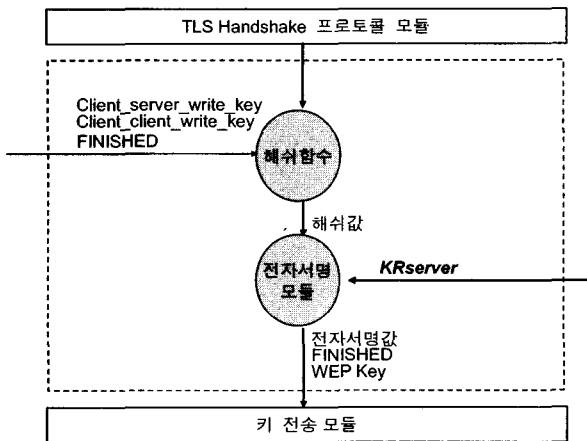 TLS Handshake 프로토콜 모듈
Client_server_write_key
Client_client_write_key
FINISHED
해쉬함수
해쉬값
전자서명
모듈
KRserver
전자서명값
FINISHED
WEP Key
키 전송 모듈